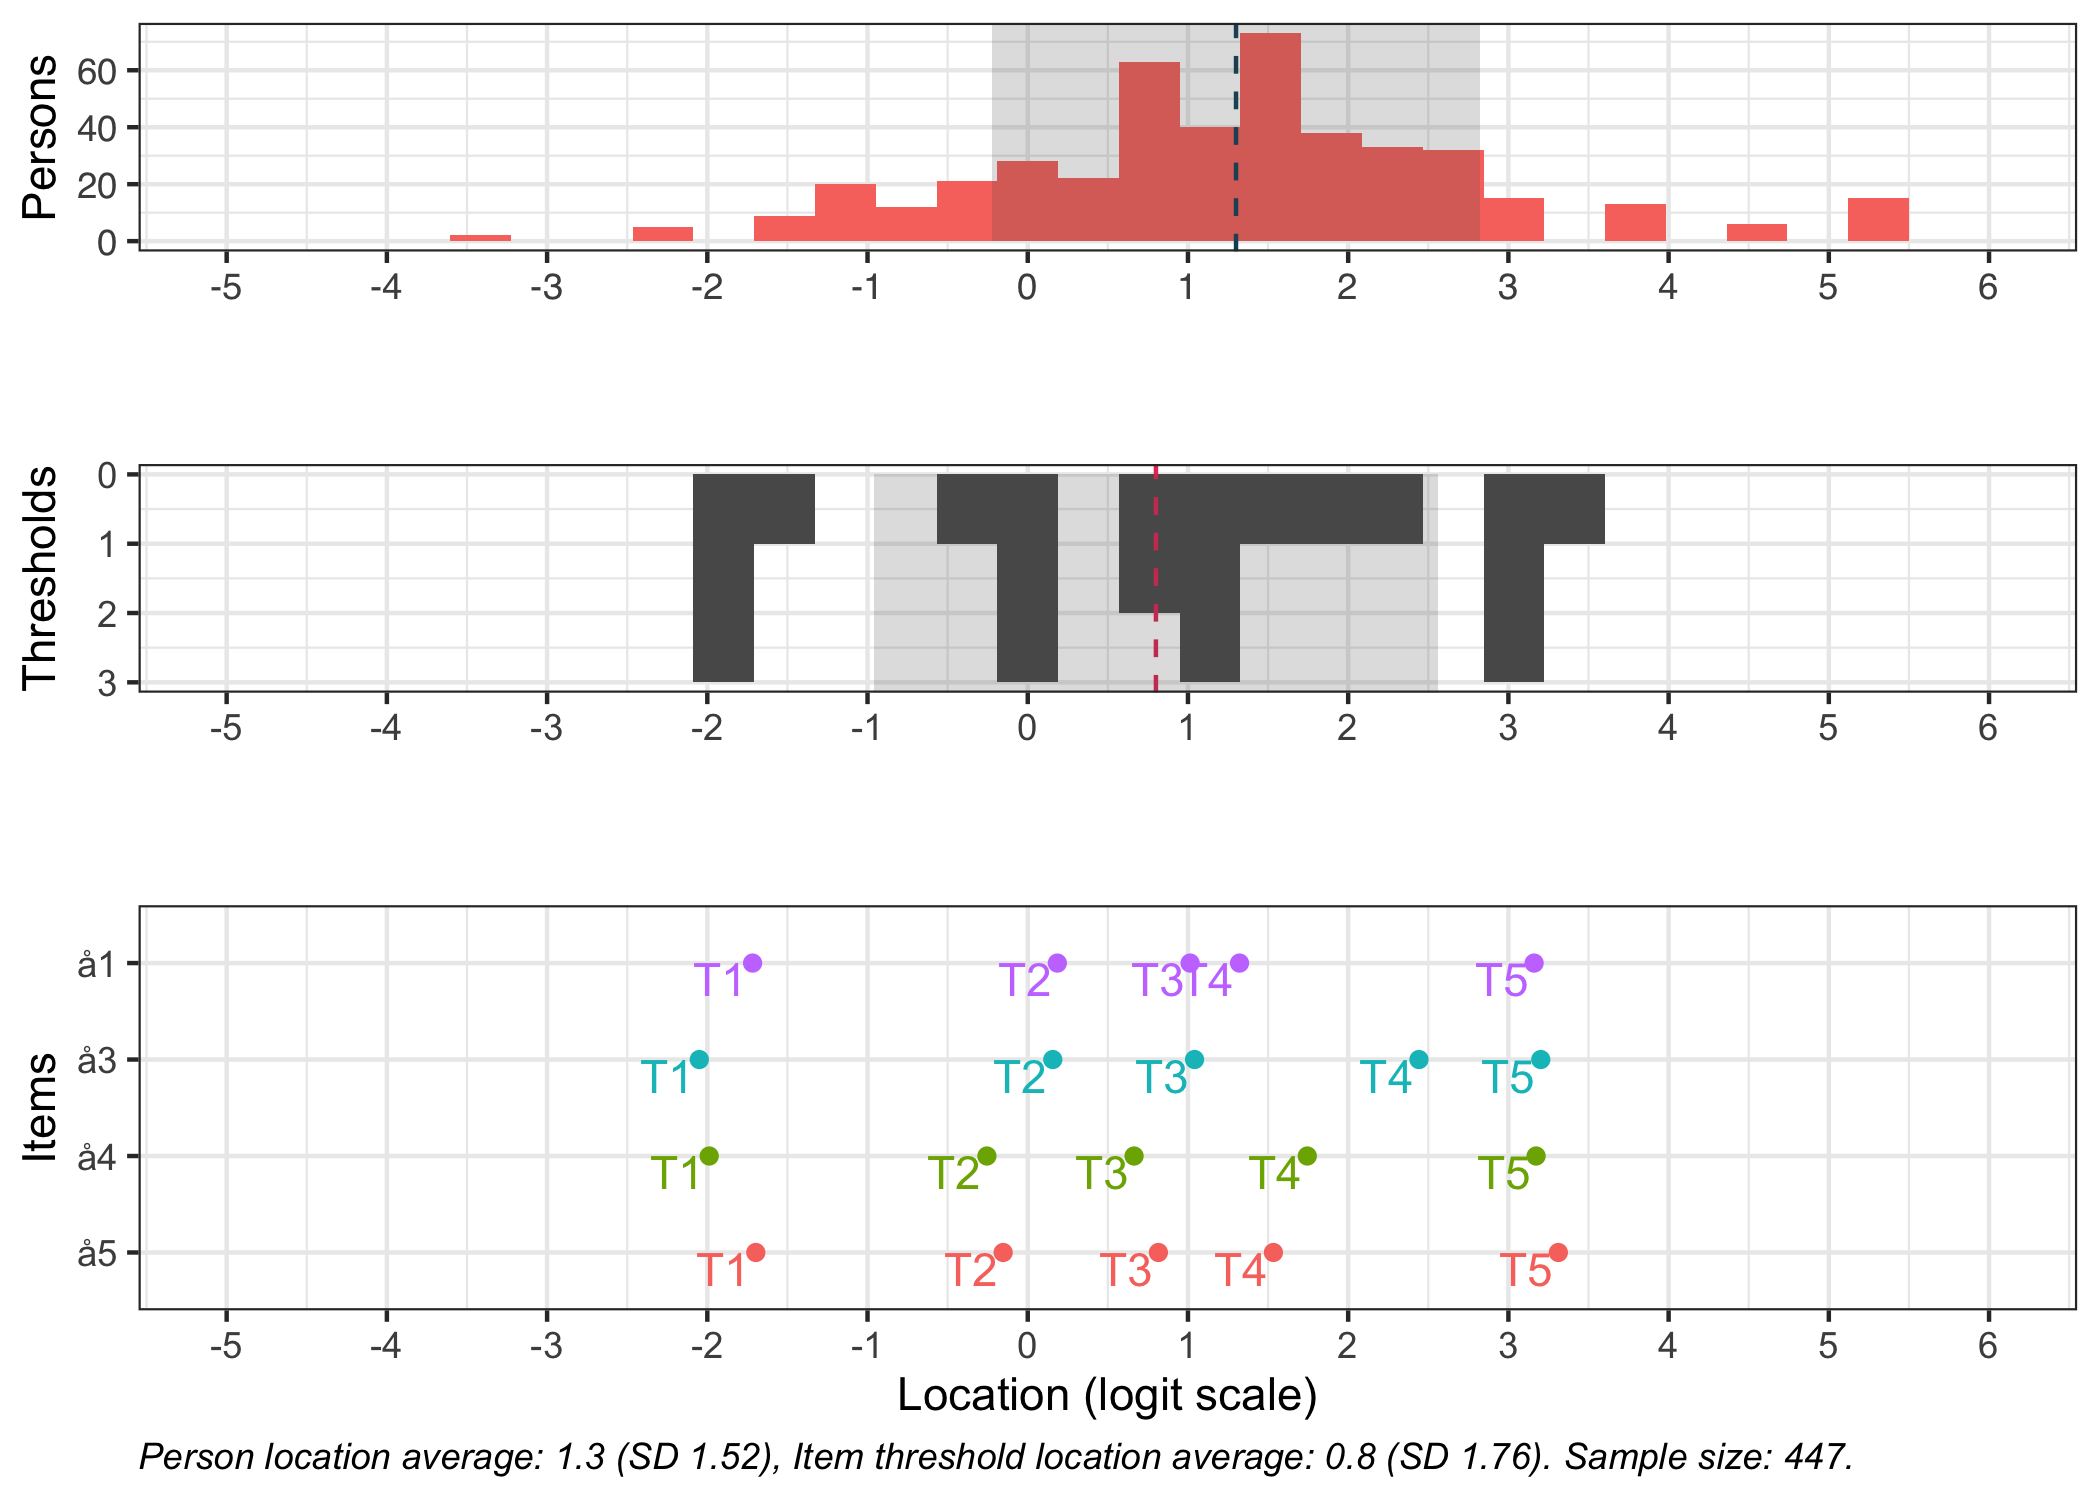 Persons
60
40
20
0
-5 -4 -3 -2 -1 0 1 2 3 4 5 6
Thresholds
0
1
2
3
-5 -4 -3 -2 -1 0 1 2 3 4 5 6
Items
å1 T1 T2 T3 T4 T5
å3 T1 T2 T3 T4 T5
å4 T1 T2 T3 T4 T5
å5 T1 T2 T3 T4 T5
-5 -4 -3 -2 -1 0 1 2 3 4 5 6
Location (logit scale)
Person location average: 1.3 (SD 1.52), Item threshold location average: 0.8 (SD 1.76). Sample size: 447.